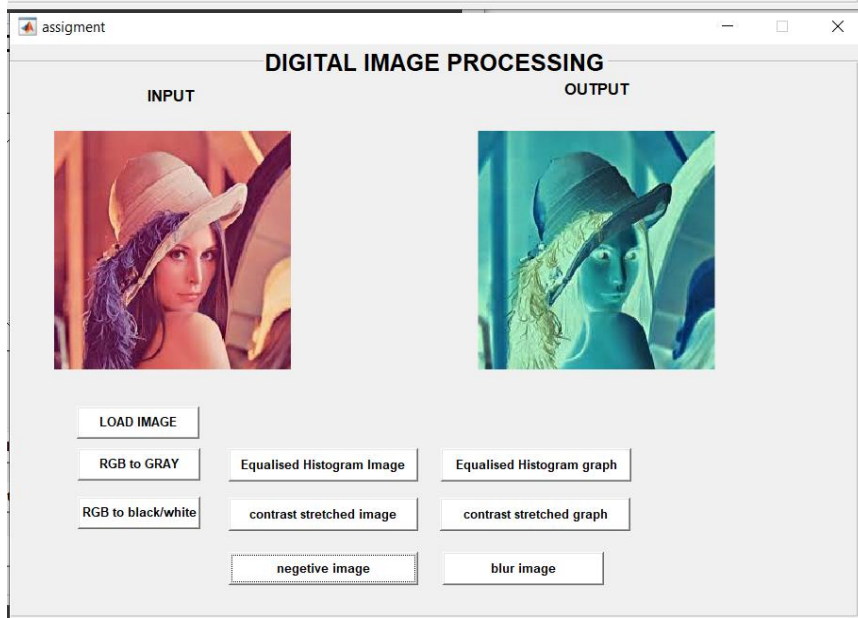 assigment
DIGITAL IMAGE PROCESSING
INPUT
OUTPUT
LOAD IMAGE
RGB to GRAY
Equalised Histogram Image
Equalised Histogram graph
RGB to black/white
contrast stretched image
contrast stretched graph
negetive image
blur image